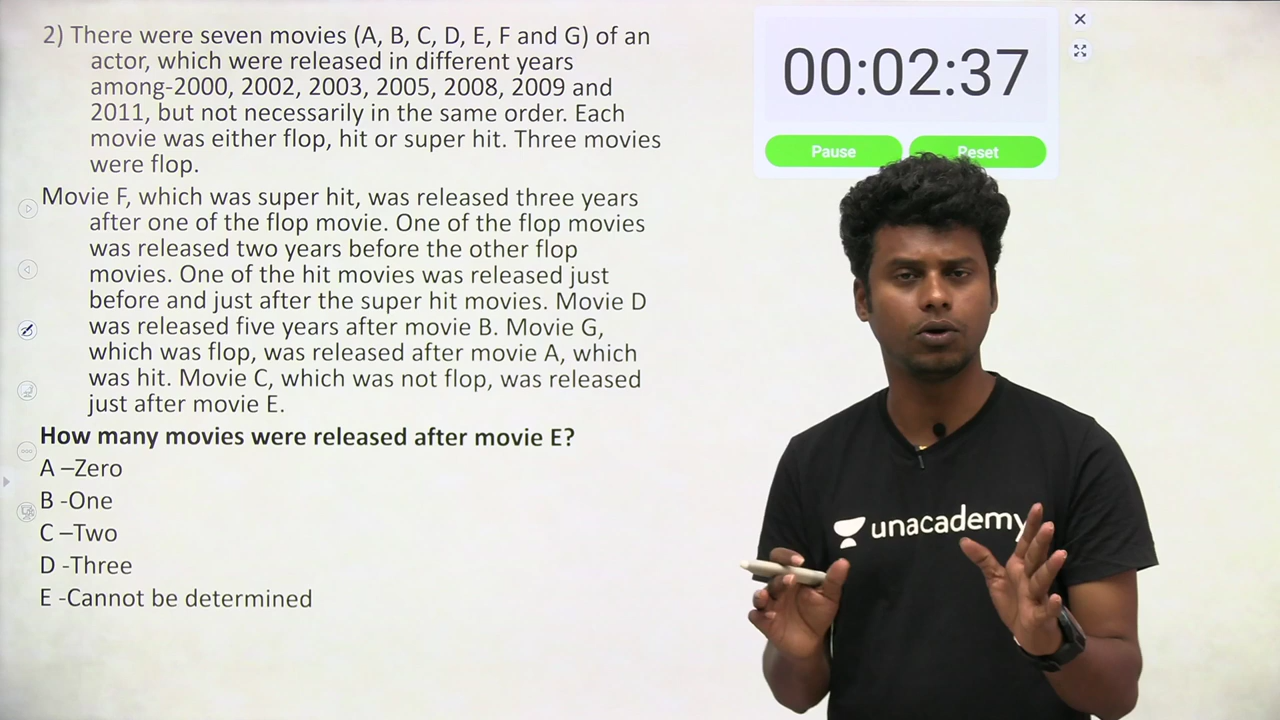 2) There were seven movies (A, B, C, D, E, F and G) of an
actor, which were released in different years
among-2000, 2002, 2003, 2005, 2008, 2009 and
2011, but not necessarily in the same order. Each
movie was either flop, hit or super hit. Three movies
were flop.
Movie F, which was super hit, was released three years
after one of the flop movie. One of the flop movies
was released two years before the other flop
movies. One of the hit movies was released just
before and just after the super hit movies. Movie D
was released five years after movie B. Movie G,
which was flop, was released after movie A, which
was hit. Movie C, which was not flop, was released
just after movie E.
How many movies were released after movie E?
A –Zero
B -One
C –Two
D -Three
E -Cannot be determined
00:02:37
Pause Reset
unacademy